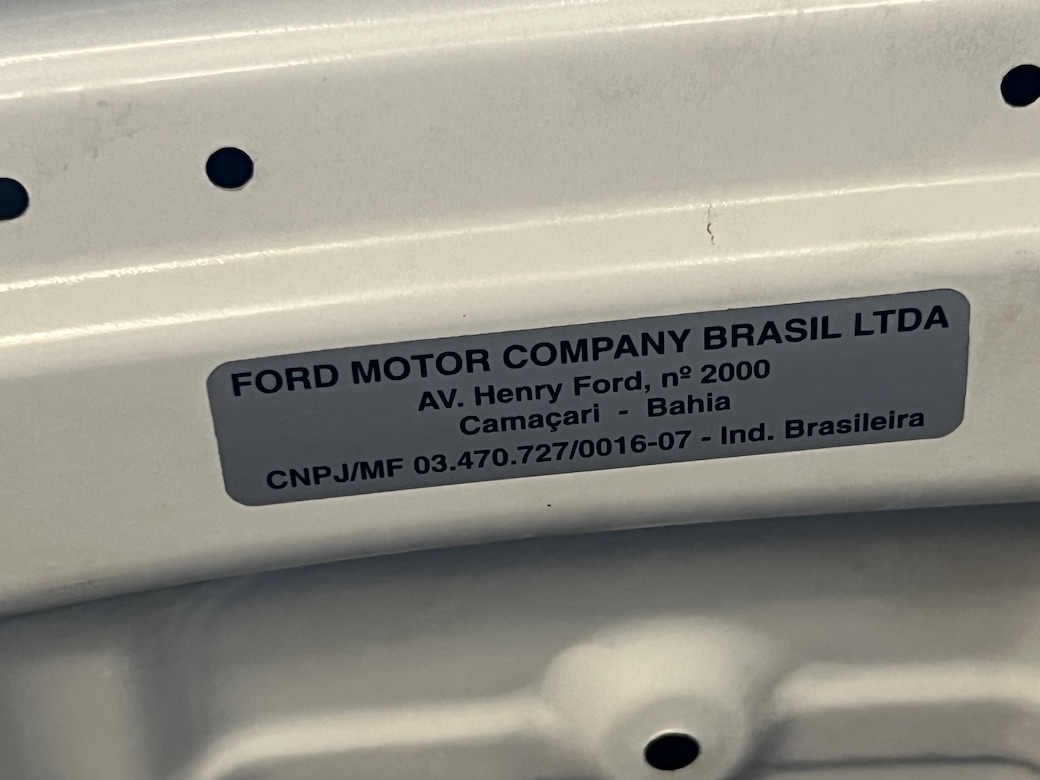 FORD MOTOR COMPANY BRASIL LTDA
AV. Henry Ford, nº 2000
Camaçari - Bahia
CNPJ/MF 03.470.727/0016-07 - Ind. Brasileira